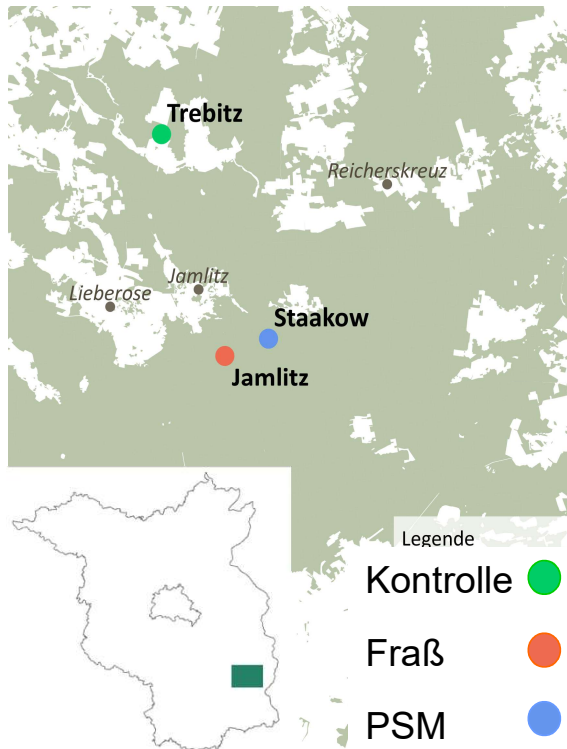 Trebitz
Reicherskreuz
Jamlitz
Lieberose
Staakow
Jamlitz
Legende
Kontrolle
Fraß
PSM